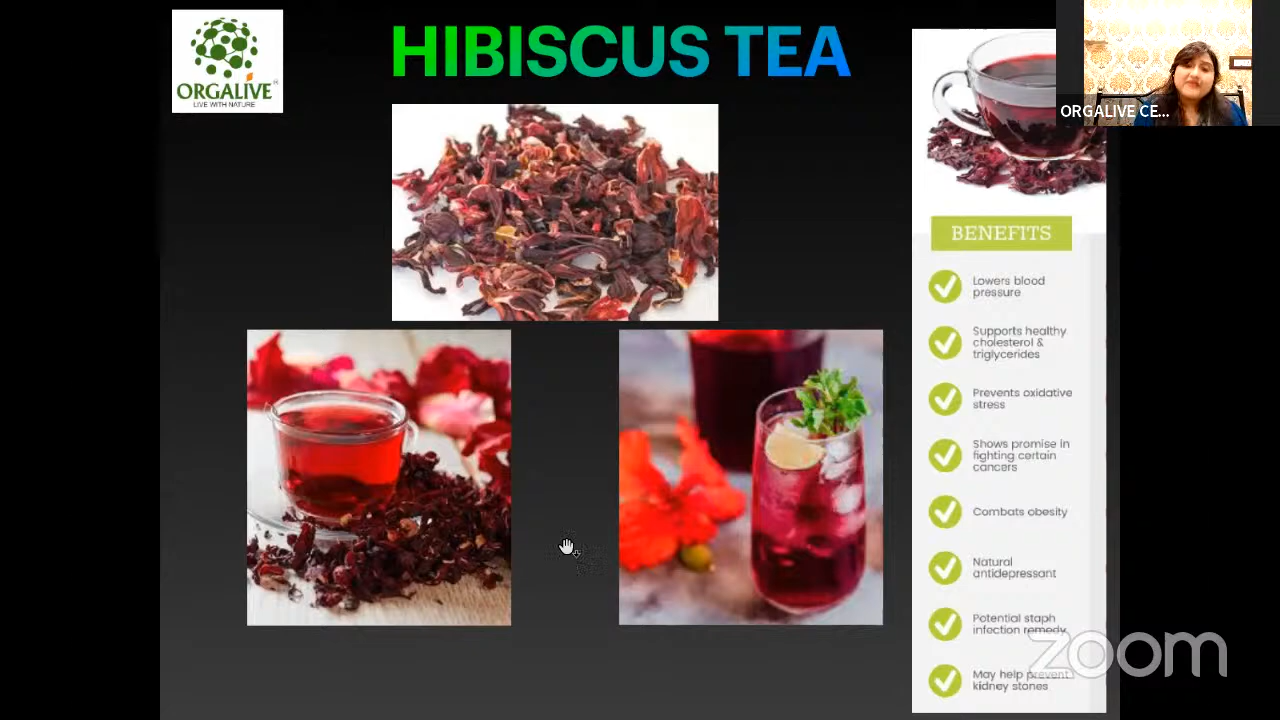 ORGALIVE
LIVE WITH NATURE
HIBISCUS TEA
ORGALIVE CE...
BENEFITS
Lowers blood
pressure
Supports healthy
cholesterol &
triglycerides
Prevents oxidative
stress
Shows promise in
fighting certain
cancers
Combats obesity
Natural
antidepressant
Potential staph
infection remedy
May help prevent
kidney stones
zoom